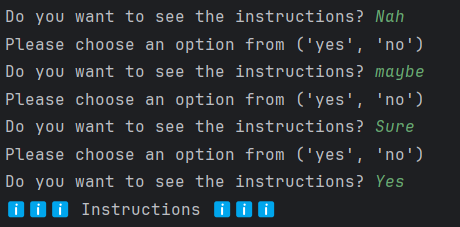 Do you want to see the instructions? Nah
Please choose an option from ('yes', 'no')
Do you want to see the instructions? maybe
Please choose an option from ('yes', 'no')
Do you want to see the instructions? Sure
Please choose an option from ('yes', 'no')
Do you want to see the instructions? Yes
ℹ️ℹ️ℹ️ Instructions ℹ️ℹ️ℹ️